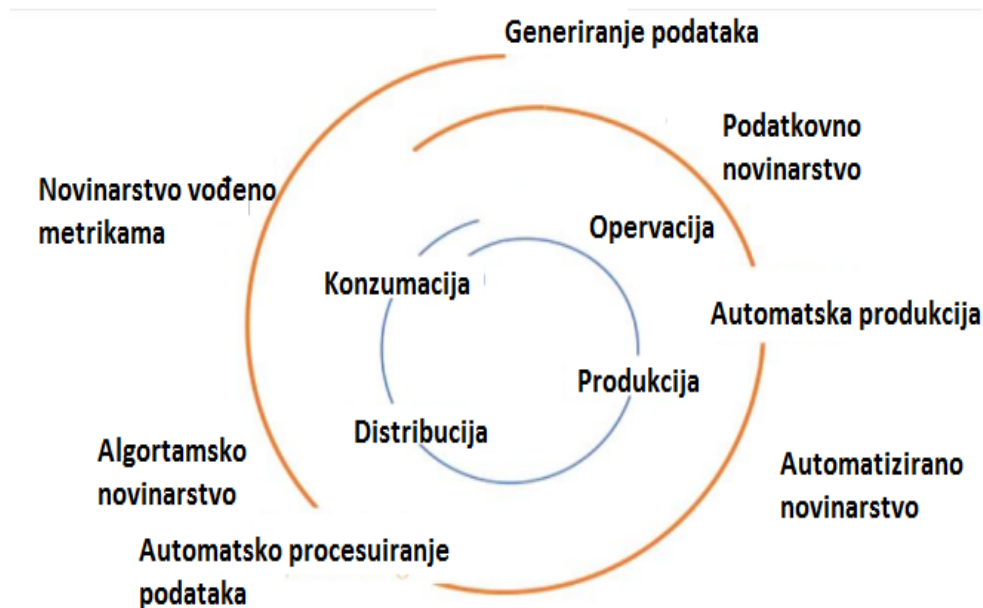 Generiranje podataka
Podatkovno
novinarstvo
Novinarstvo vođeno
metrikama
Opervacija
Konzumacija
Automatska produkcija
Produkcija
Distribucija
Algortamsko
novinarstvo
Automatizirano
novinarstvo
Automatsko procesuiranje
podataka